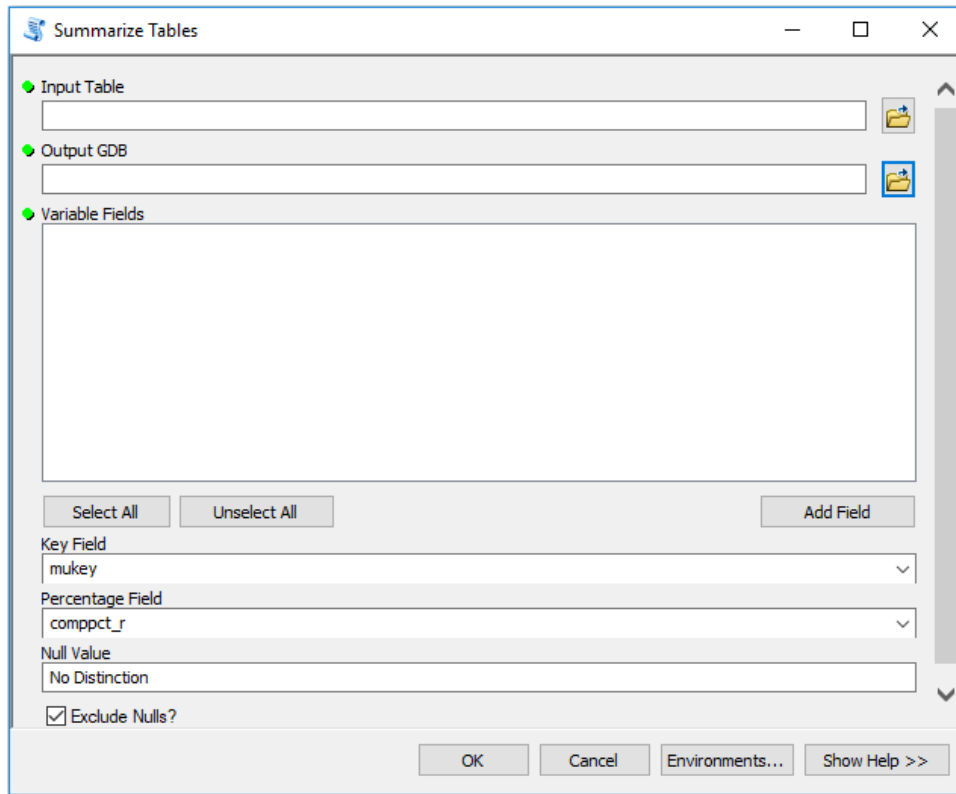 Summarize Tables
Input Table
Output GDB
Variable Fields
Select All Unselect All Add Field
Key Field
mukey
Percentage Field
comppct_r
Null Value
No Distinction
Exclude Nulls?
OK Cancel Environments... Show Help >>